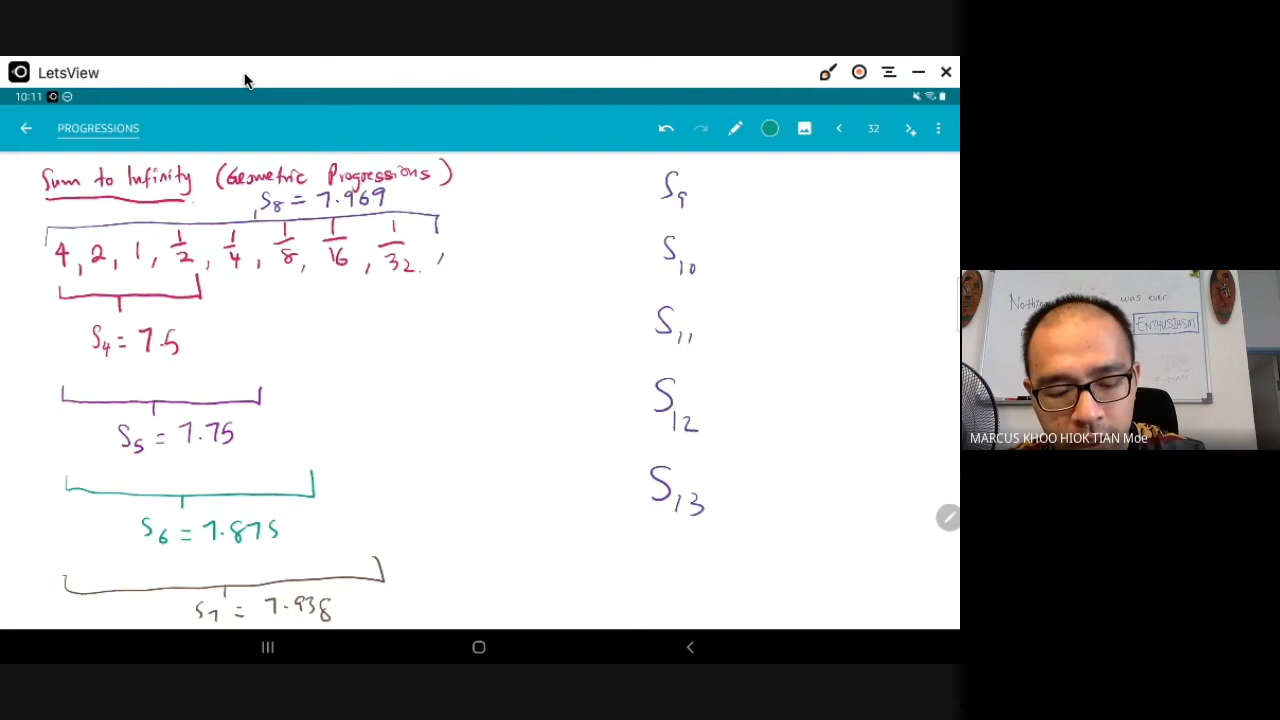 LetsView
10:11
PROGRESSIONS
32
Sum to Infinity (Geometric Progressions)
S8 = 7.969
4, 2, 1, 1/2, 1/4, 1/8, 1/16, 1/32,
S4 = 7.5
S5 = 7.75
S6 = 7.875
S7 = 7.938
S9
S10
S11
S12
S13
was ever
ENTHUSIASM
MARCUS KHOO HIOK TIAN Moe